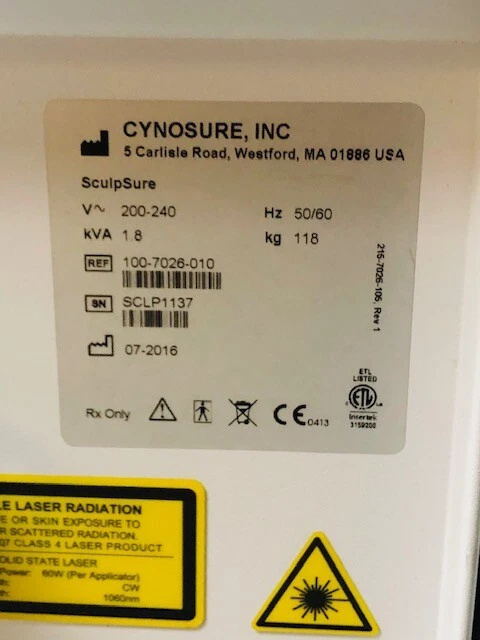 CYNOSURE, INC
5 Carlisle Road, Westford, MA 01886 USA
SculpSure
V~ 200-240 Hz 50/60
kVA 1.8 kg 118
REF 100-7026-010
SN SCLP1137
07-2016
215-7026-105, Rev 1
Rx Only
CE 0413
ETL
LISTED
ETL
Intertek
LE LASER RADIATION
OR SKIN EXPOSURE TO
SCATTERED RADIATION.
CLASS 4 LASER PRODUCT
SOLID STATE LASER
Power: 60W (Per Applicator)
CW
1060nm